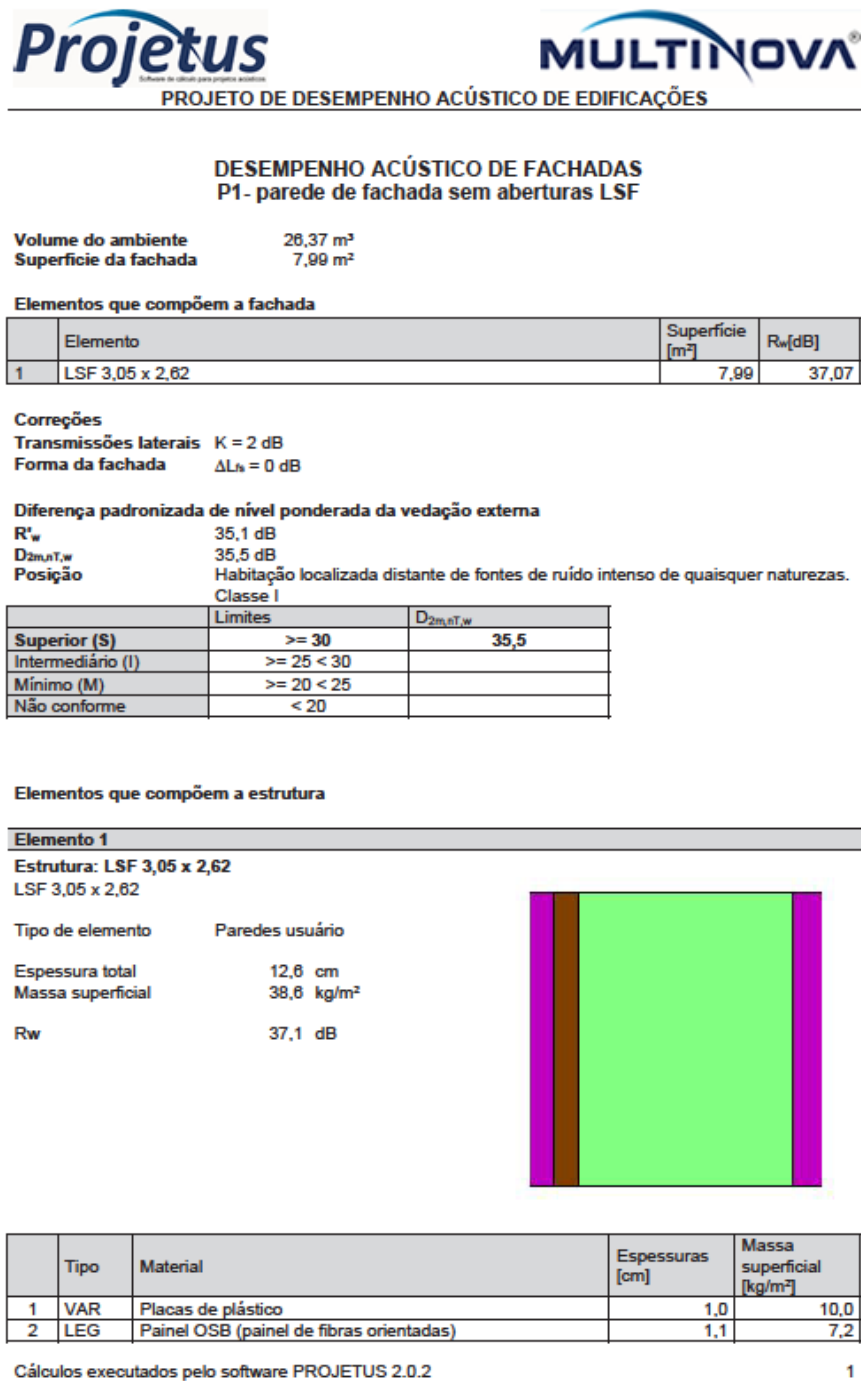 Projetus
Software de cálculo para projetos acústicos
MULTINOVA®
PROJETO DE DESEMPENHO ACÚSTICO DE EDIFICAÇÕES
DESEMPENHO ACÚSTICO DE FACHADAS
P1- parede de fachada sem aberturas LSF
Volume do ambiente 26,37 m³
Superficie da fachada 7,99 m²
Elementos que compõem a fachada
Elemento Superfície [m²] Rw[dB]
1 LSF 3,05 x 2,62 7,99 37,07
Correções
Transmissões laterais K = 2 dB
Forma da fachada ΔLfs = 0 dB
Diferença padronizada de nível ponderada da vedação externa
R'w 35,1 dB
D2m,nT,w 35,5 dB
Posição Habitação localizada distante de fontes de ruído intenso de quaisquer naturezas.
Classe I
Limites D2m,nT,w
Superior (S) >= 30 35,5
Intermediário (I) >= 25 < 30
Mínimo (M) >= 20 < 25
Não conforme < 20
Elementos que compõem a estrutura
Elemento 1
Estrutura: LSF 3,05 x 2,62
LSF 3,05 x 2,62
Tipo de elemento Paredes usuário
Espessura total 12,6 cm
Massa superficial 38,6 kg/m²
Rw 37,1 dB
Tipo Material Espessuras [cm] Massa superficial [kg/m²]
1 VAR Placas de plástico 1,0 10,0
2 LEG Painel OSB (painel de fibras orientadas) 1,1 7,2
Cálculos executados pelo software PROJETUS 2.0.2 1